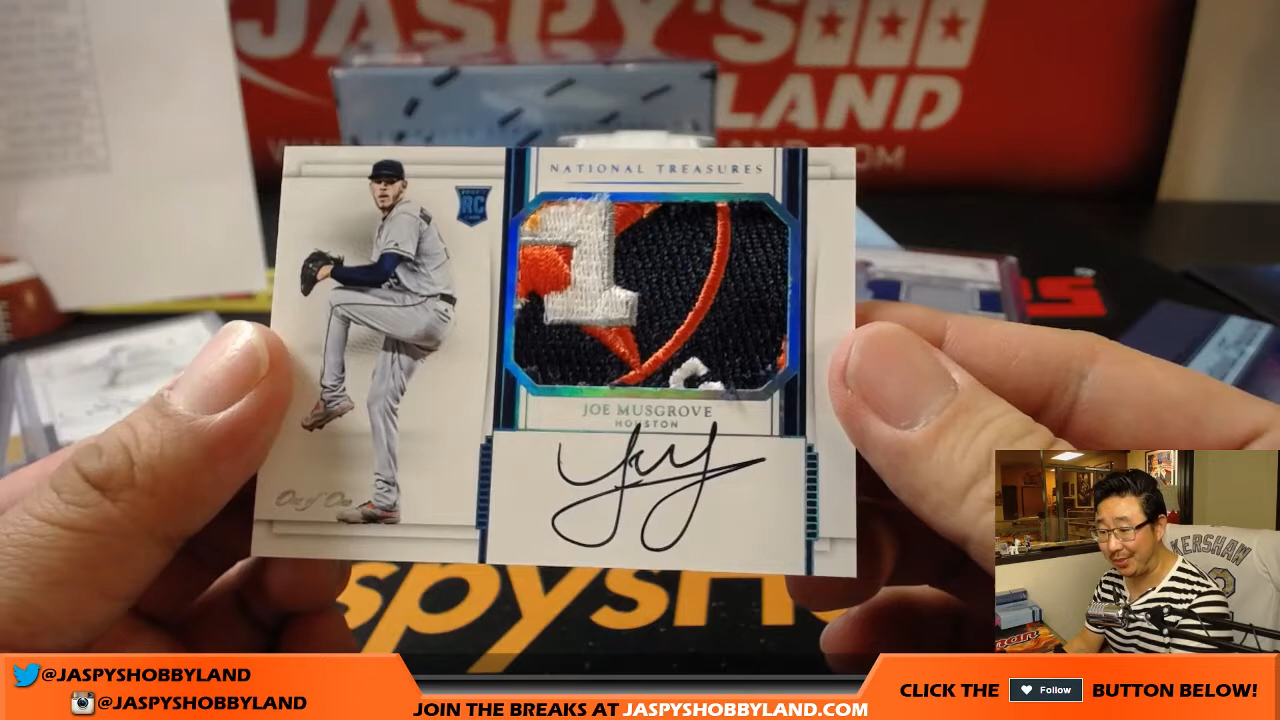 JASPY'S
LAND
NATIONAL TREASURES
RC
JOE MUSGROVE
HOUSTON
One of One
KERSHAW
@JASPYSHOBBYLAND
@JASPYSHOBBYLAND
JOIN THE BREAKS AT JASPYSHOBBYLAND.COM
CLICK THE Follow BUTTON BELOW!